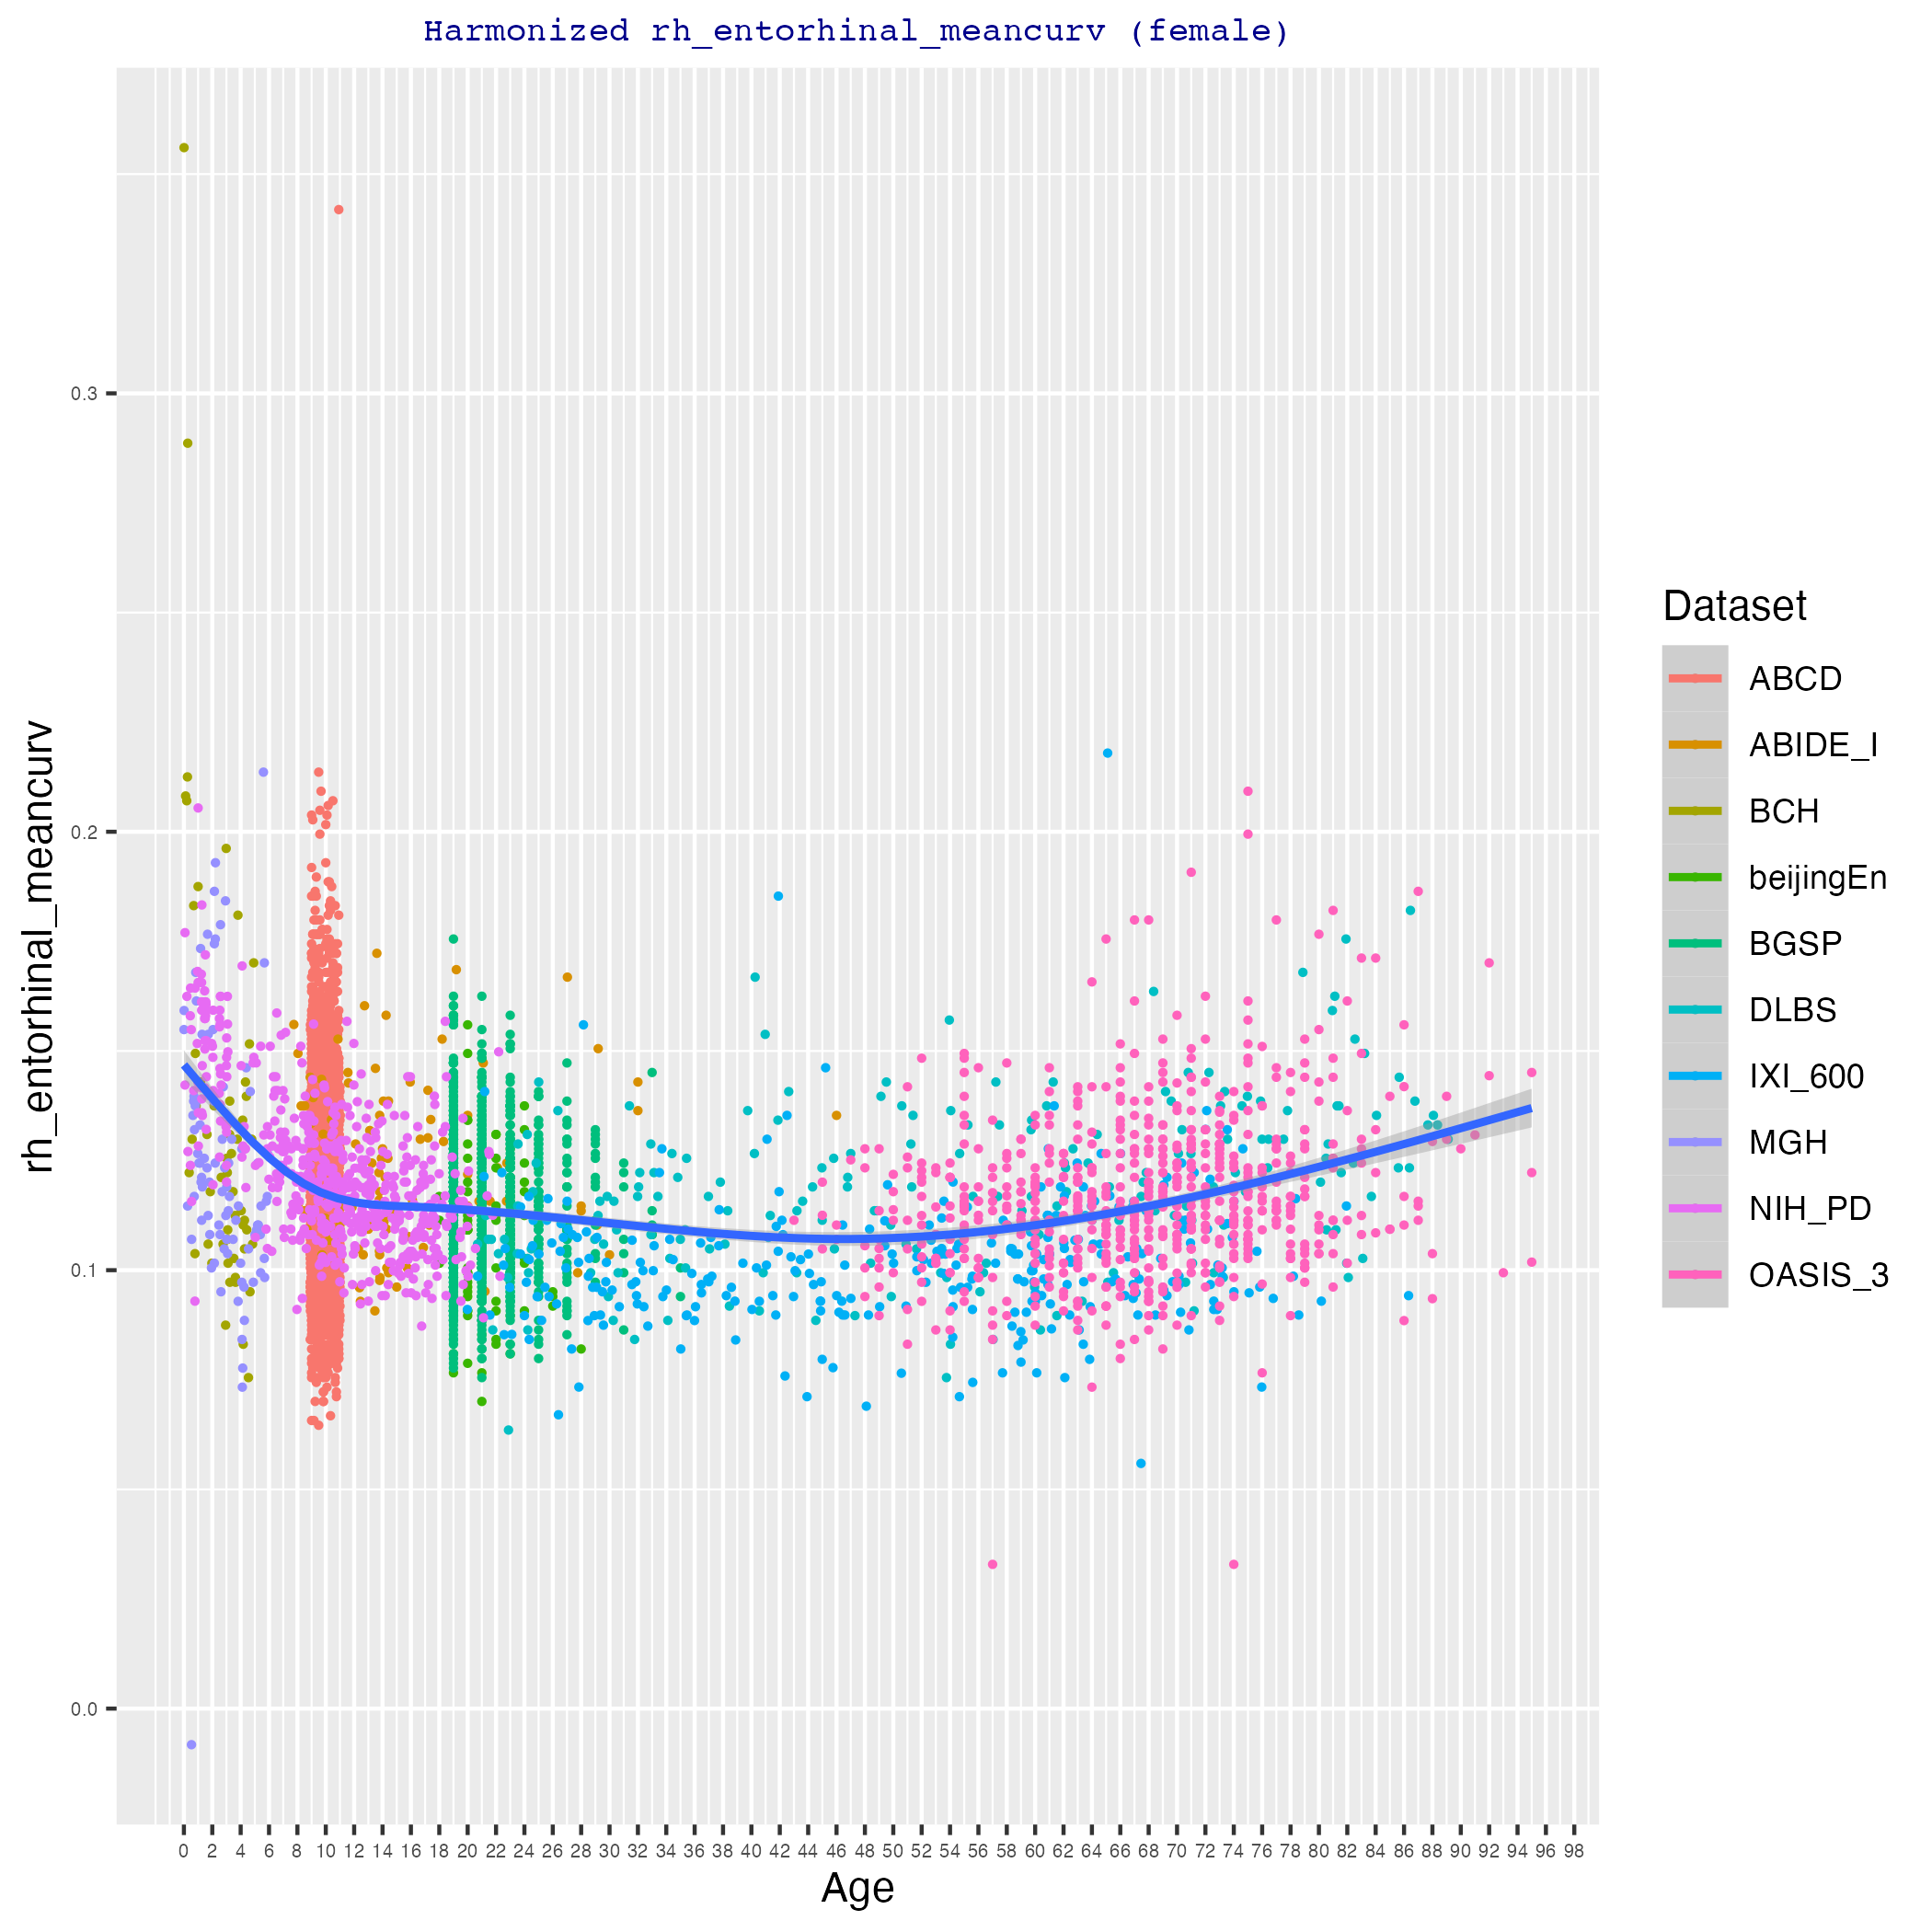 Harmonized rh_entorhinal_meancurv (female)
rh_entorhinal_meancurv
0.3
0.2
0.1
0.0
0 2 4 6 8 10 12 14 16 18 20 22 24 26 28 30 32 34 36 38 40 42 44 46 48 50 52 54 56 58 60 62 64 66 68 70 72 74 76 78 80 82 84 86 88 90 92 94 96 98
Age
Dataset
ABCD
ABIDE_I
BCH
beijingEn
BGSP
DLBS
IXI_600
MGH
NIH_PD
OASIS_3